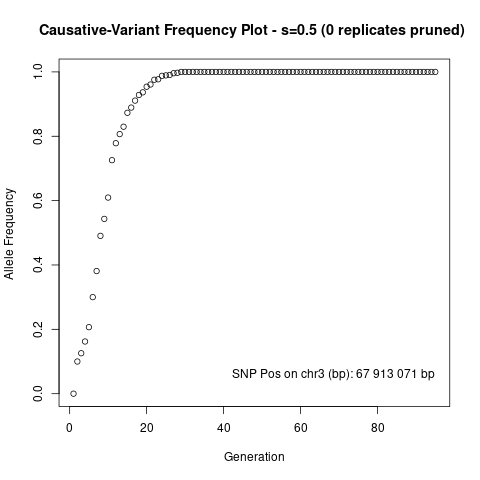 Causative-Variant Frequency Plot - s=0.5 (0 replicates pruned)
1.0
0.8
0.6
0.4
0.2
0.0
Allele Frequency
SNP Pos on chr3 (bp): 67 913 071 bp
0 20 40 60 80
Generation